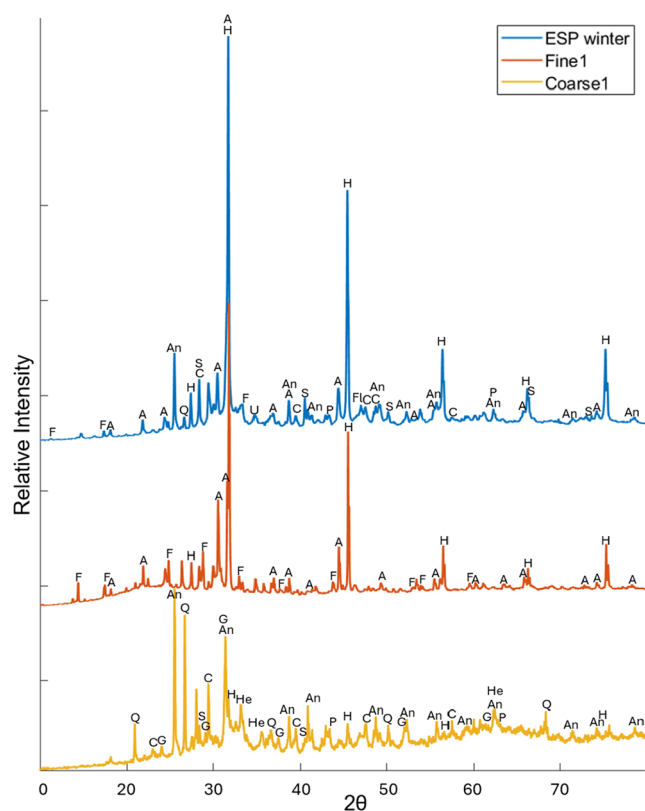 A
H
ESP winter
Fine1
Coarse1
H
H
H
An
S
C
A
H
Q
A
A
F
F
A
F
U
A
An
A
C
S
P
A
Fl
C
C
An
S
An
A
An
A
C
P
An
A
H
S
An
S
A
An
Relative Intensity
H
A
A
F
F
A
A
F
H
F
F
A
F
A
A
F
A
A
F
F
A
H
F
A
A
A
H
A
A
H
A
An
Q
G
An
Q
C
G
C
S
G
H
He
He
Q
G
An
C
S
An
P
H
C
An
Q
G
An
An
H
C
An
He
An
G
P
Q
An
An
H
An
0
10
20
30
40
50
60
70
2θ